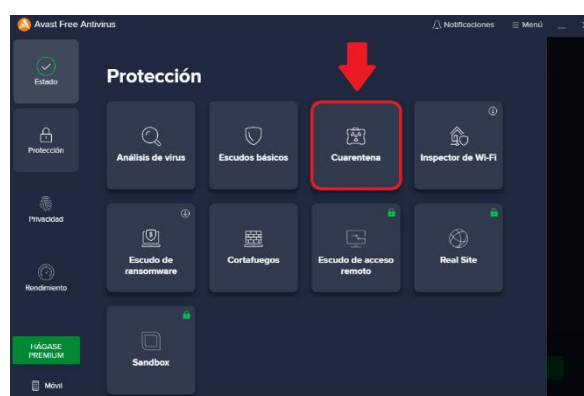 Avast Free Antivirus
Notificaciones
Menú
Estado
Protección
Privacidad
Rendimiento
HÁGASE
PREMIUM
Móvil
Protección
Análisis de virus
Escudos básicos
Cuarentena
Inspector de Wi-Fi
Escudo de
ransomware
Cortafuegos
Escudo de acceso
remoto
Real Site
Sandbox